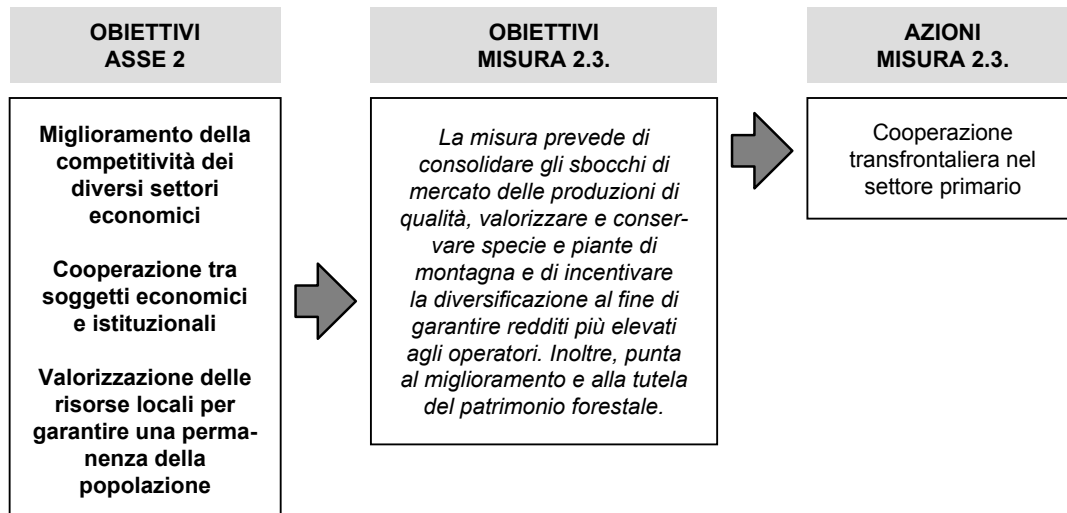 OBIETTIVI
ASSE 2
Miglioramento della
competitività dei
diversi settori
economici
Cooperazione tra
soggetti economici
e istituzionali
Valorizzazione delle
risorse locali per
garantire una perma-
nenza della
popolazione
OBIETTIVI
MISURA 2.3.
La misura prevede di
consolidare gli sbocchi di
mercato delle produzioni di
qualità, valorizzare e conser-
vare specie e piante di
montagna e di incentivare
la diversificazione al fine di
garantire redditi più elevati
agli operatori. Inoltre, punta
al miglioramento e alla tutela
del patrimonio forestale.
AZIONI
MISURA 2.3.
Cooperazione
transfrontaliera nel
settore primario